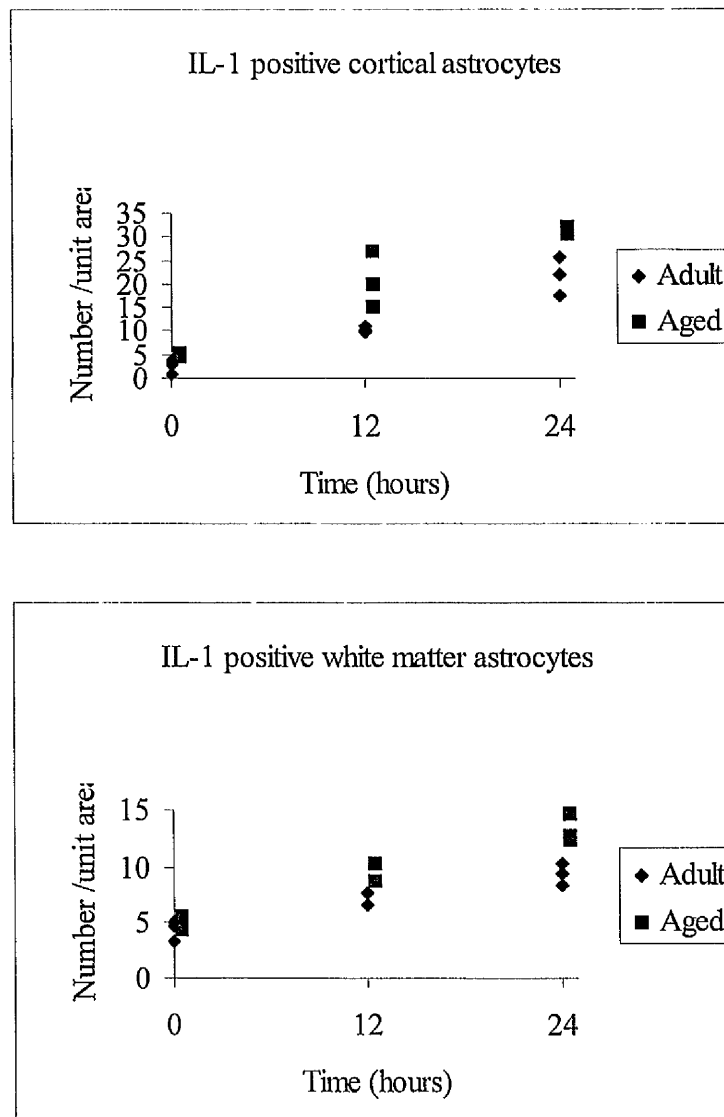 IL-1 positive cortical astrocytes
Number /unit area
35
30
25
20
15
10
5
0
0 12 24
Time (hours)
Adult
Aged
IL-1 positive white matter astrocytes
Number /unit area
15
10
5
0
0 12 24
Time (hours)
Adult
Aged